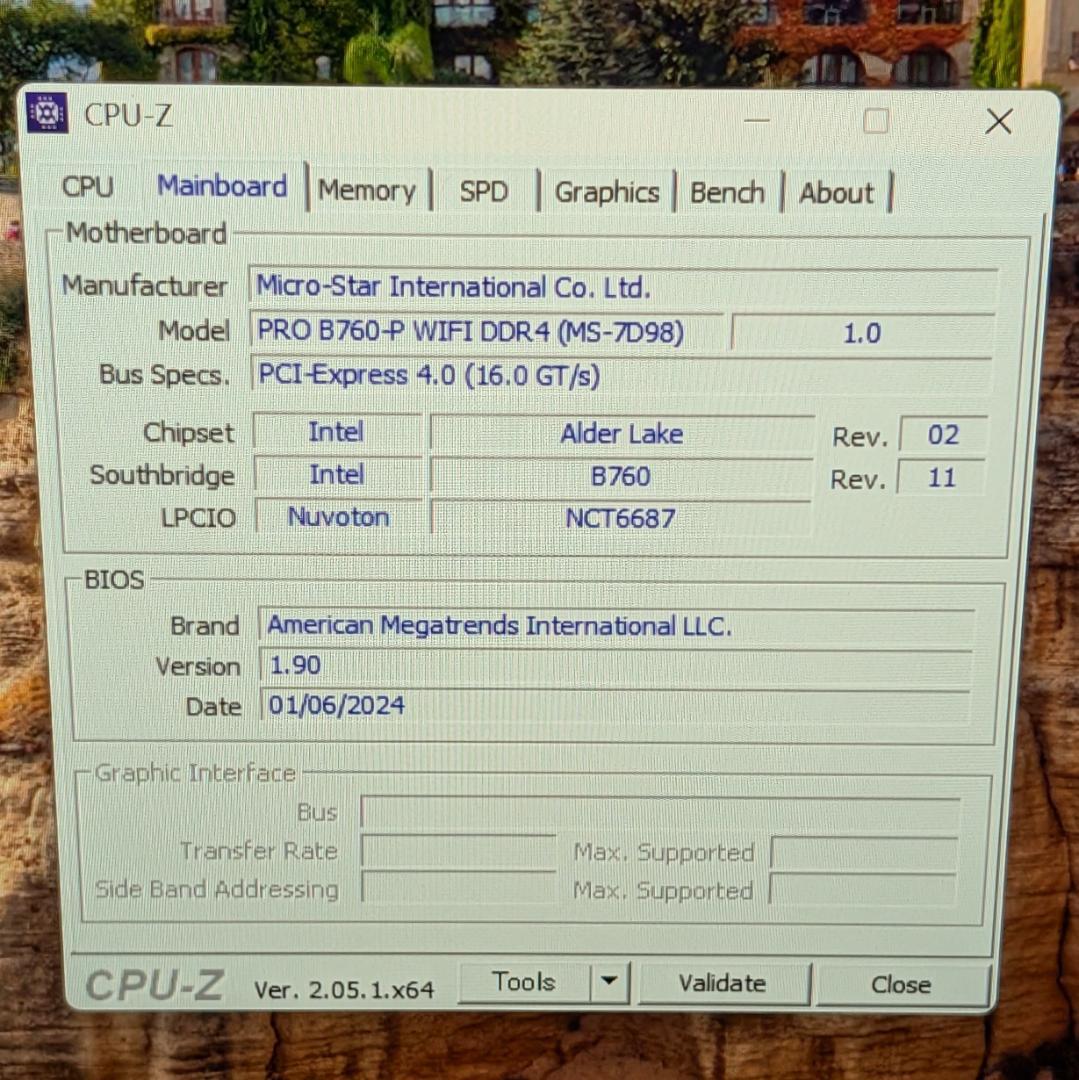 CPU-Z
CPU Mainboard Memory SPD Graphics Bench About
Motherboard
Manufacturer Micro-Star International Co. Ltd.
Model PRO B760-P WIFI DDR4 (MS-7D98) 1.0
Bus Specs. PCI-Express 4.0 (16.0 GT/s)
Chipset Intel Alder Lake Rev. 02
Southbridge Intel B760 Rev. 11
LPCIO Nuvoton NCT6687
BIOS
Brand American Megatrends International LLC.
Version 1.90
Date 01/06/2024
Graphic Interface
Bus
Transfer Rate Max. Supported
Side Band Addressing Max. Supported
CPU-Z Ver. 2.05.1.x64 Tools Validate Close